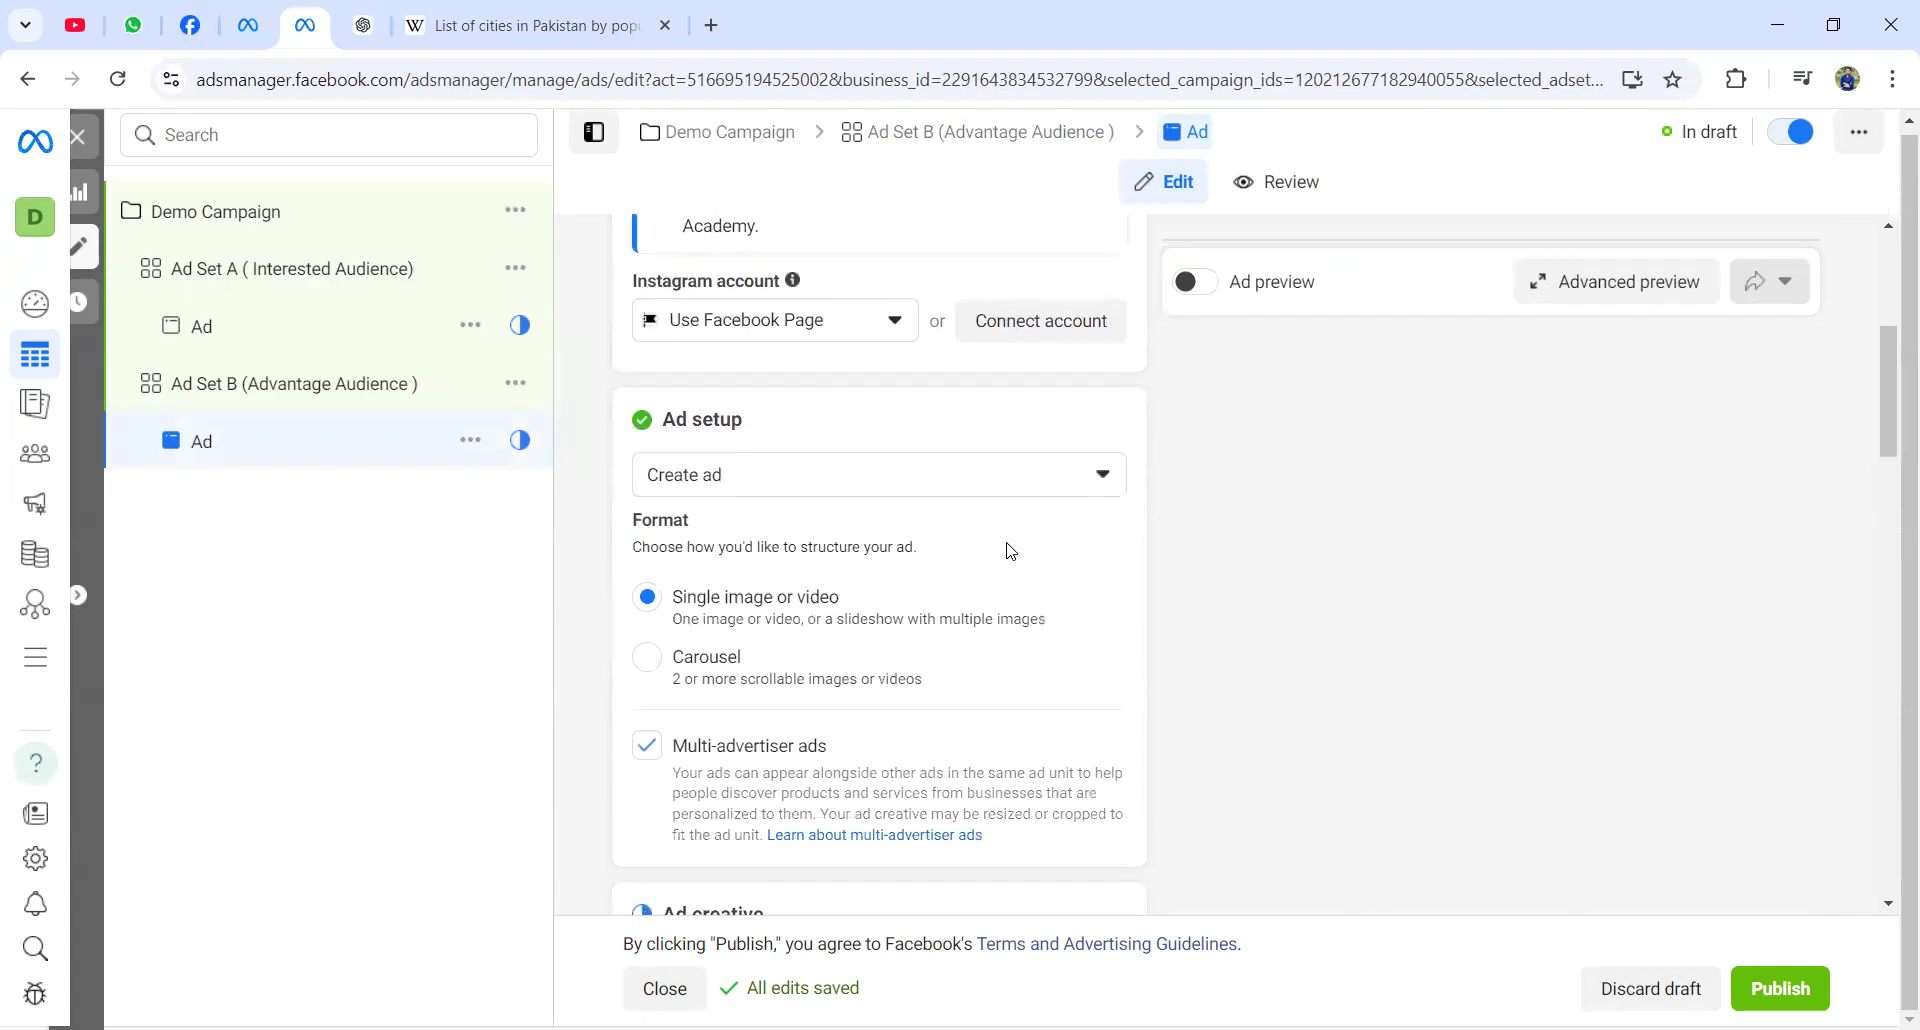 List of cities in Pakistan by pop
adsmanager.facebook.com/adsmanager/manage/ads/edit?act=516695194525002&business_id=2291643834532799&selected_campaign_ids=120212677182940055&selected_adset...
Search
Demo Campaign
Ad Set B (Advantage Audience )
Ad
In draft
Edit
Review
D
Demo Campaign
Ad Set A ( Interested Audience)
Ad
Ad Set B (Advantage Audience )
Ad
Academy.
Instagram account
Use Facebook Page
or
Connect account
Ad preview
Advanced preview
Ad setup
Create ad
Format
Choose how you'd like to structure your ad.
Single image or video
One image or video, or a slideshow with multiple images
Carousel
2 or more scrollable images or videos
Multi-advertiser ads
Your ads can appear alongside other ads in the same ad unit to help
people discover products and services from businesses that are
personalized to them. Your ad creative may be resized or cropped to
fit the ad unit. Learn about multi-advertiser ads
Ad creative
By clicking "Publish," you agree to Facebook's Terms and Advertising Guidelines.
Close
All edits saved
Discard draft
Publish